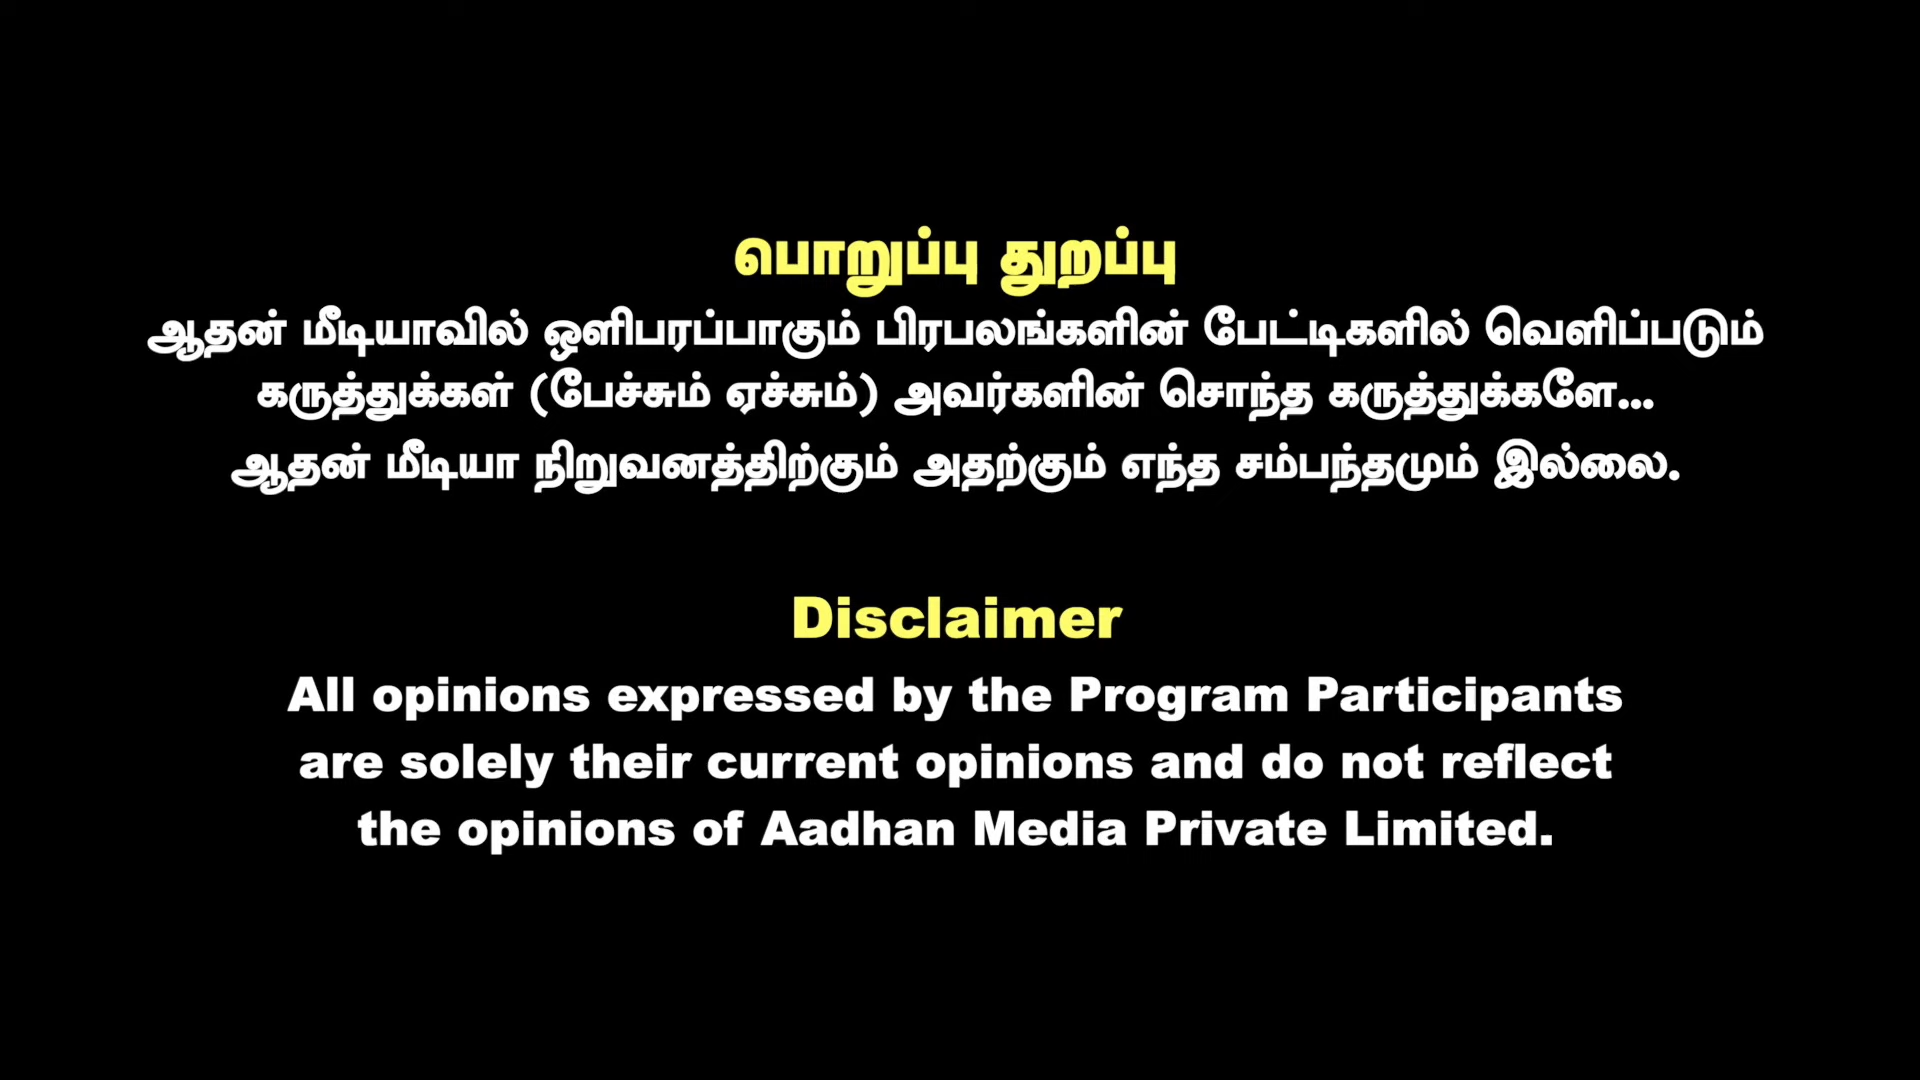 பொறுப்பு துறப்பு
ஆதன் மீடியாவில் ஒளிபரப்பாகும் பிரபலங்களின் பேட்டிகளில் வெளிப்படும்
கருத்துக்கள் (பேச்சும் ஏச்சும்) அவர்களின் சொந்த கருத்துக்களே...
ஆதன் மீடியா நிறுவனத்திற்கும் அதற்கும் எந்த சம்பந்தமும் இல்லை.
Disclaimer
All opinions expressed by the Program Participants
are solely their current opinions and do not reflect
the opinions of Aadhan Media Private Limited.